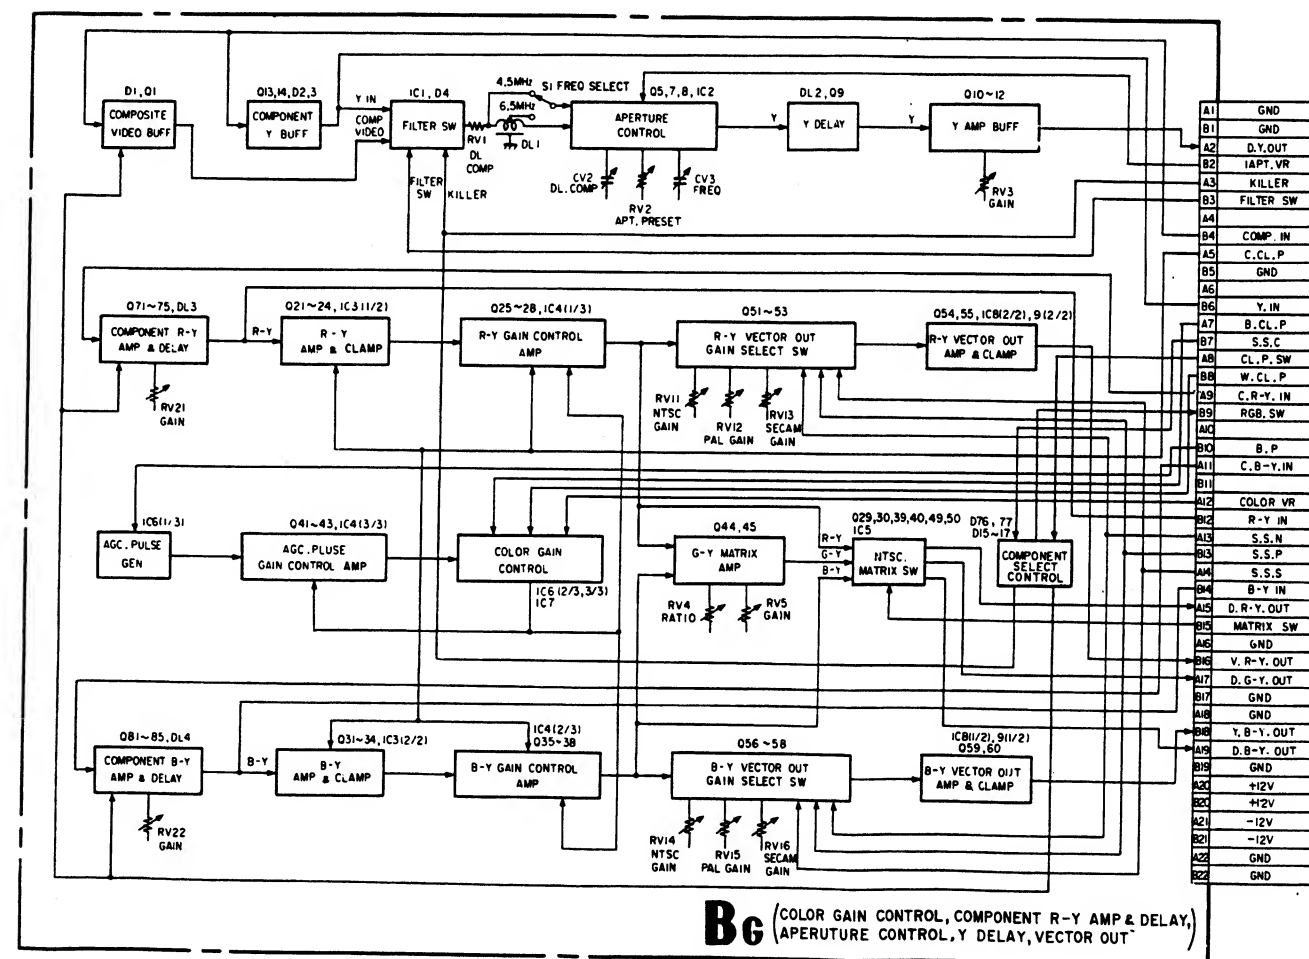 D1, Q1
COMPOSITE
VIDEO BUFF
Q13, 14, D2, 3
COMPONENT
Y BUFF
Y IN
COMP
VIDEO
IC1, D4
FILTER SW
FILTER
SW
KILLER
RV1
DL
COMP
4.5MHz
6.5MHz
S1 FREQ SELECT
DL1
Q5, 7, 8, IC2
APERTURE
CONTROL
CV2
DL. COMP
RV2
APT. PRESET
CV3
FREQ
Y
DL2, Q9
Y DELAY
Y
Q10~12
Y AMP BUFF
RV3
GAIN
Q71~75, DL3
COMPONENT R-Y
AMP & DELAY
RV21
GAIN
R-Y
Q21~24, IC3(1/2)
R-Y
AMP & CLAMP
Q25~28, IC4(1/3)
R-Y GAIN CONTROL
AMP
Q51~53
R-Y VECTOR OUT
GAIN SELECT SW
RV11
NTSC
GAIN
RV12
PAL GAIN
RV13
SECAM
GAIN
Q54, 55, IC8(2/2), 9(2/2)
R-Y VECTOR OUT
AMP & CLAMP
IC6(1/3)
AGC. PULSE
GEN
Q41~43, IC4(3/3)
AGC. PLUSE
GAIN CONTROL AMP
COLOR GAIN
CONTROL
IC6(2/3, 3/3)
IC7
Q44, 45
G-Y MATRIX
AMP
RV4
RATIO
RV5
GAIN
R-Y
G-Y
B-Y
Q29, 30, 39, 40, 49, 50
IC5
NTSC.
MATRIX SW
D76, 77
D15~17
COMPONENT
SELECT
CONTROL
Q81~85, DL4
COMPONENT B-Y
AMP & DELAY
RV22
GAIN
B-Y
Q31~34, IC3(2/2)
B-Y
AMP & CLAMP
IC4(2/3)
Q35~38
B-Y GAIN CONTROL
AMP
Q56~58
B-Y VECTOR OUT
GAIN SELECT SW
RV14
NTSC
GAIN
RV15
PAL GAIN
RV16
SECAM
GAIN
IC8(1/2), 9(1/2)
Q59, 60
B-Y VECTOR OUT
AMP & CLAMP
A1 GND
B1 GND
A2 D.Y.OUT
B2 IAPT.VR
A3 KILLER
B3 FILTER SW
A4
B4 COMP. IN
A5 C.CL.P
B5 GND
A6
B6 Y. IN
A7 B.CL.P
B7 S.S.C
A8 CL.P.SW
B8 W.CL.P
A9 C.R-Y. IN
B9 RGB.SW
A10
B10 B.P
A11 C.B-Y.IN
B11
A12 COLOR VR
B12 R-Y IN
A13 S.S.N
B13 S.S.P
A14 S.S.S
B14 B-Y IN
A15 D.R-Y.OUT
B15 MATRIX SW
A16 GND
B16 V.R-Y.OUT
A17 D.G-Y.OUT
B17 GND
A18 GND
B18 Y.B-Y.OUT
A19 D.B-Y.OUT
B19 GND
A20 +12V
B20 +12V
A21 -12V
B21 -12V
A22 GND
B22 GND
BG (COLOR GAIN CONTROL, COMPONENT R-Y AMP & DELAY,
APERUTURE CONTROL, Y DELAY, VECTOR OUT)